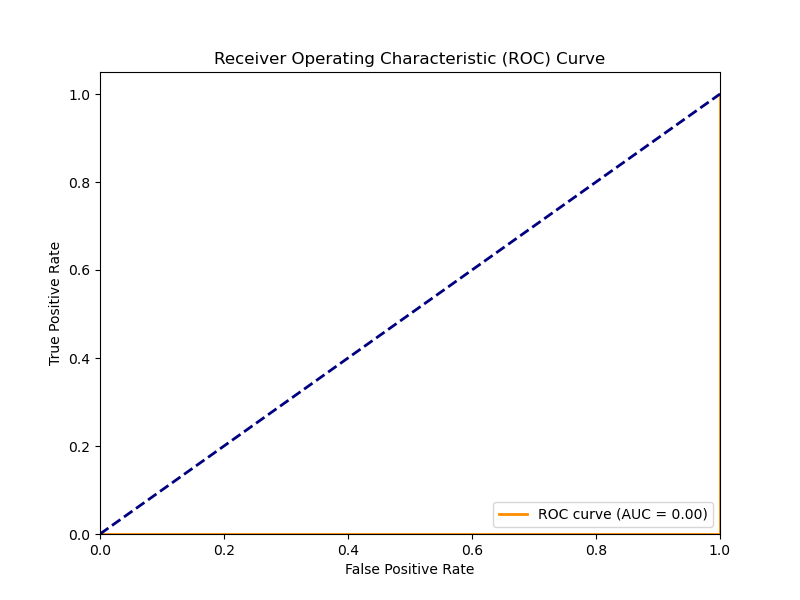 Receiver Operating Characteristic (ROC) Curve
1.0
0.8
0.6
0.4
0.2
0.0
True Positive Rate
ROC curve (AUC = 0.00)
0.0 0.2 0.4 0.6 0.8 1.0
False Positive Rate